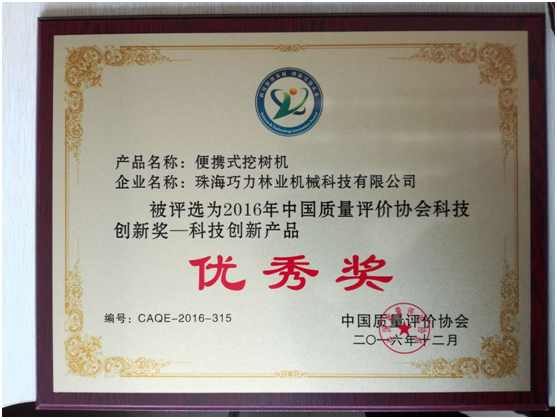 产品名称：便携式挖树机
企业名称：珠海巧力林业机械科技有限公司
被评选为2016年中国质量评价协会科技
创新奖—科技创新产品
优秀奖
编号：CAQE-2016-315
中国质量评价协会
二〇一六年十二月